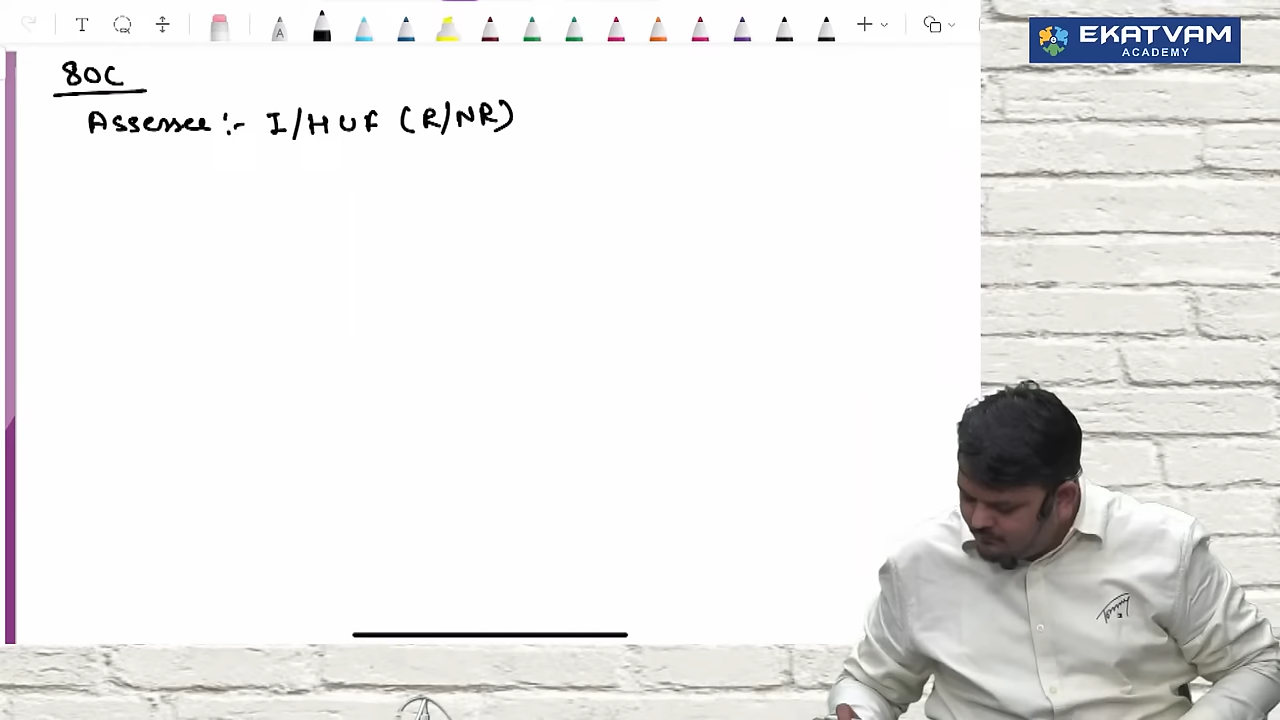 T
A
EKATVAM
ACADEMY
80C
Assessee :- I/HUF (R/NR)